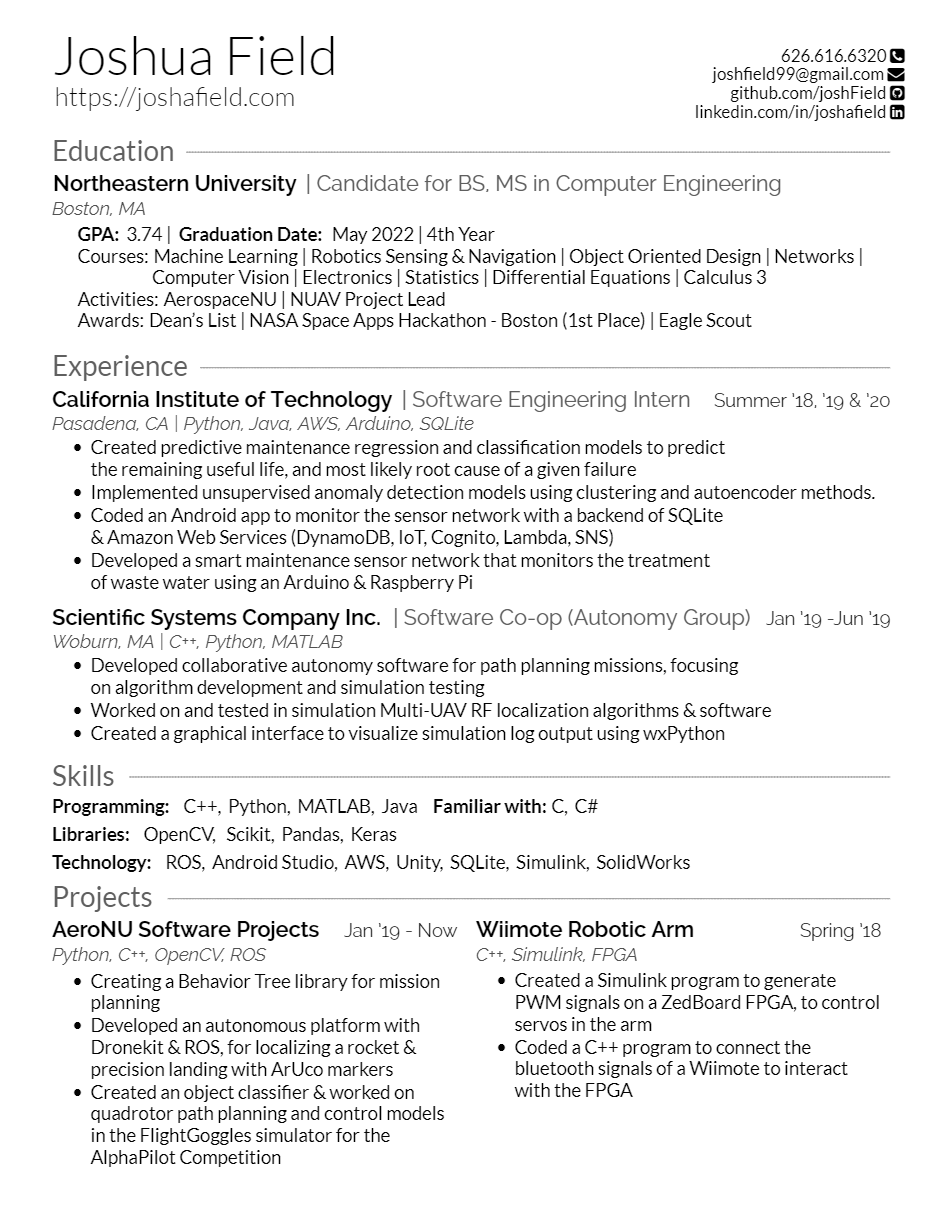 Joshua Field
https://joshafield.com
626.616.6320
joshfield99@gmail.com
github.com/joshField
linkedin.com/in/joshafield
Education
Northeastern University | Candidate for BS, MS in Computer Engineering
Boston, MA
GPA: 3.74 | Graduation Date: May 2022 | 4th Year
Courses: Machine Learning | Robotics Sensing & Navigation | Object Oriented Design | Networks |
Computer Vision | Electronics | Statistics | Differential Equations | Calculus 3
Activities: AerospaceNU | NUAV Project Lead
Awards: Dean's List | NASA Space Apps Hackathon - Boston (1st Place) | Eagle Scout
Experience
California Institute of Technology | Software Engineering Intern Summer '18, '19 & '20
Pasadena, CA | Python, Java, AWS, Arduino, SQLite
• Created predictive maintenance regression and classification models to predict
the remaining useful life, and most likely root cause of a given failure
• Implemented unsupervised anomaly detection models using clustering and autoencoder methods.
• Coded an Android app to monitor the sensor network with a backend of SQLite
& Amazon Web Services (DynamoDB, IoT, Cognito, Lambda, SNS)
• Developed a smart maintenance sensor network that monitors the treatment
of waste water using an Arduino & Raspberry Pi
Scientific Systems Company Inc. | Software Co-op (Autonomy Group) Jan '19 -Jun '19
Woburn, MA | C++, Python, MATLAB
• Developed collaborative autonomy software for path planning missions, focusing
on algorithm development and simulation testing
• Worked on and tested in simulation Multi-UAV RF localization algorithms & software
• Created a graphical interface to visualize simulation log output using wxPython
Skills
Programming: C++, Python, MATLAB, Java Familiar with: C, C#
Libraries: OpenCV, Scikit, Pandas, Keras
Technology: ROS, Android Studio, AWS, Unity, SQLite, Simulink, SolidWorks
Projects
AeroNU Software Projects Jan '19 - Now
Python, C++, OpenCV, ROS
• Creating a Behavior Tree library for mission
planning
• Developed an autonomous platform with
Dronekit & ROS, for localizing a rocket &
precision landing with ArUco markers
• Created an object classifier & worked on
quadrotor path planning and control models
in the FlightGoggles simulator for the
AlphaPilot Competition
Wiimote Robotic Arm Spring '18
C++, Simulink, FPGA
• Created a Simulink program to generate
PWM signals on a ZedBoard FPGA, to control
servos in the arm
• Coded a C++ program to connect the
bluetooth signals of a Wiimote to interact
with the FPGA